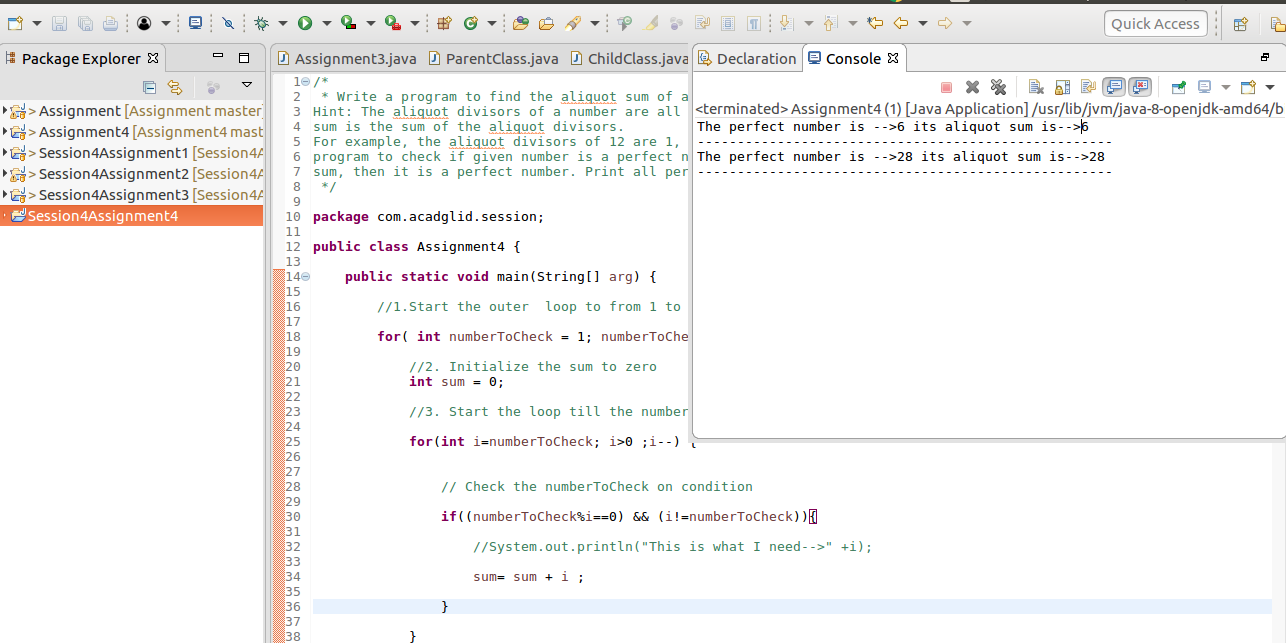 Quick Access
Package Explorer
> Assignment [Assignment master
> Assignment4 [Assignment4 mast
> Session4Assignment1 [Session4A
> Session4Assignment2 [Session4A
> Session4Assignment3 [Session4A
Session4Assignment4
Assignment3.java
ParentClass.java
ChildClass.java
1 /*
2 * Write a program to find the aliquot sum of a
3 Hint: The aliquot divisors of a number are all
4 sum is the sum of the aliquot divisors.
5 For example, the aliquot divisors of 12 are 1,
6 program to check if given number is a perfect n
7 sum, then it is a perfect number. Print all per
8 */
9
10 package com.acadglid.session;
11
12 public class Assignment4 {
13
14 public static void main(String[] arg) {
15
16 //1.Start the outer  loop to from 1 to
17
18 for( int numberToCheck = 1; numberToChe
19
20 //2. Initialize the sum to zero
21 int sum = 0;
22
23 //3. Start the loop till the number
24
25 for(int i=numberToCheck; i>0 ;i--) {
26
27
28 // Check the numberToCheck on condition
29
30 if((numberToCheck%i==0) && (i!=numberToCheck)){
31
32 //System.out.println("This is what I need-->" +i);
33
34 sum= sum + i ;
35
36 }
37
38 }
Declaration
Console
<terminated> Assignment4 (1) [Java Application] /usr/lib/jvm/java-8-openjdk-amd64/b
The perfect number is -->6 its aliquot sum is-->6
----------------------------------------------------
The perfect number is -->28 its aliquot sum is-->28
----------------------------------------------------